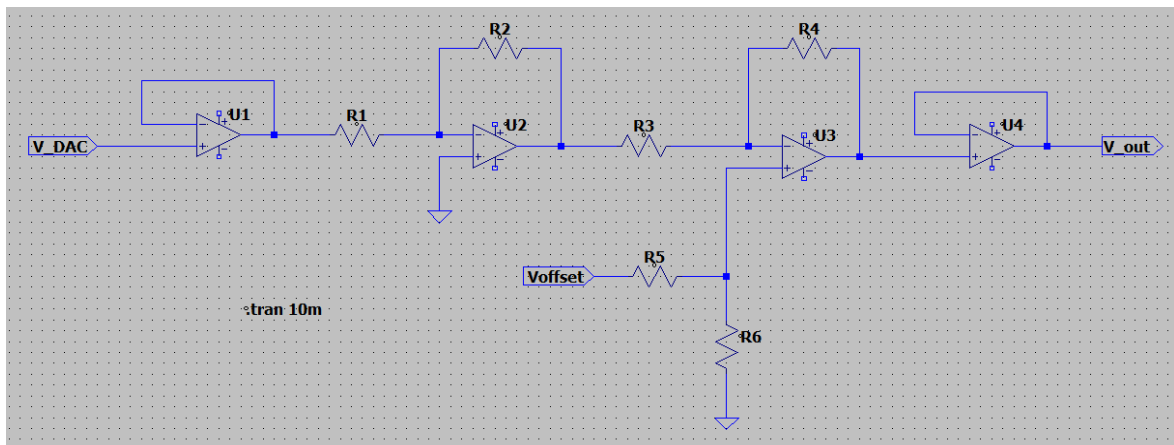 R2
R4
U1
R1
U2
R3
U3
U4
V_DAC
V_out
R5
Voffset
.tran 10m
R6